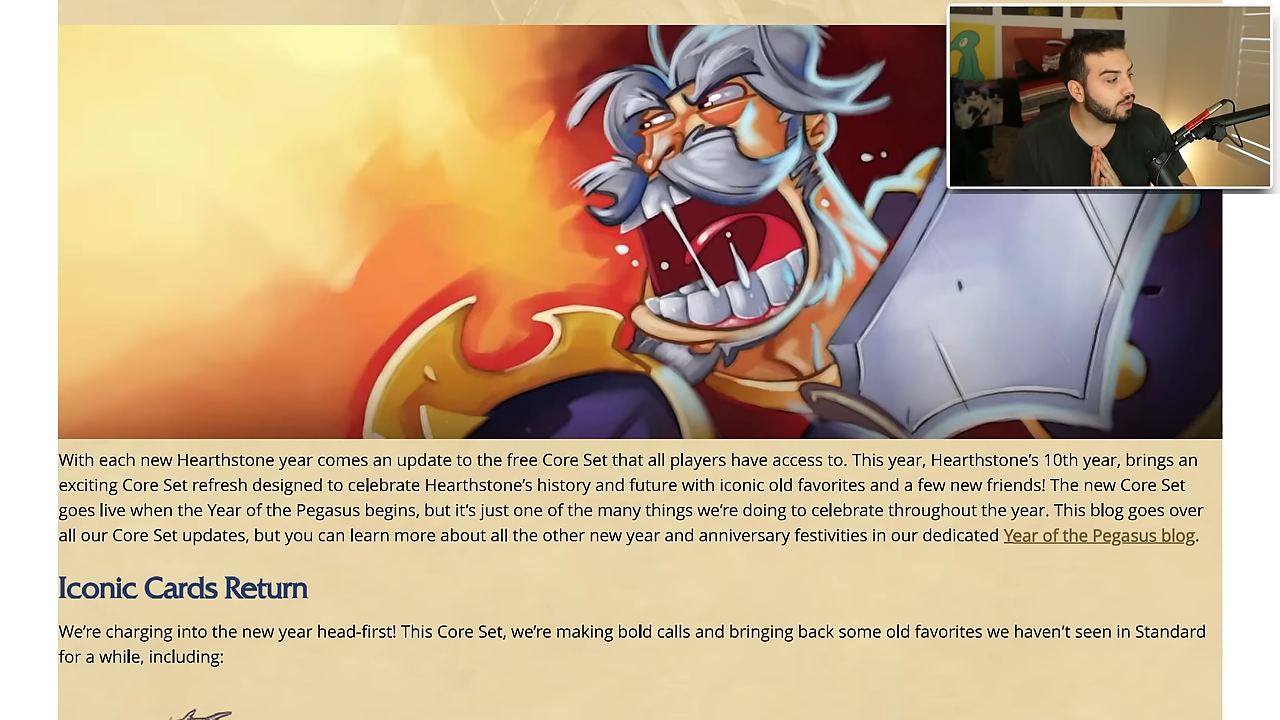 With each new Hearthstone year comes an update to the free Core Set that all players have access to. This year, Hearthstone’s 10th year, brings an
exciting Core Set refresh designed to celebrate Hearthstone’s history and future with iconic old favorites and a few new friends! The new Core Set
goes live when the Year of the Pegasus begins, but it’s just one of the many things we’re doing to celebrate throughout the year. This blog goes over
all our Core Set updates, but you can learn more about all the other new year and anniversary festivities in our dedicated Year of the Pegasus blog.
Iconic Cards Return
We’re charging into the new year head-first! This Core Set, we’re making bold calls and bringing back some old favorites we haven’t seen in Standard
for a while, including: